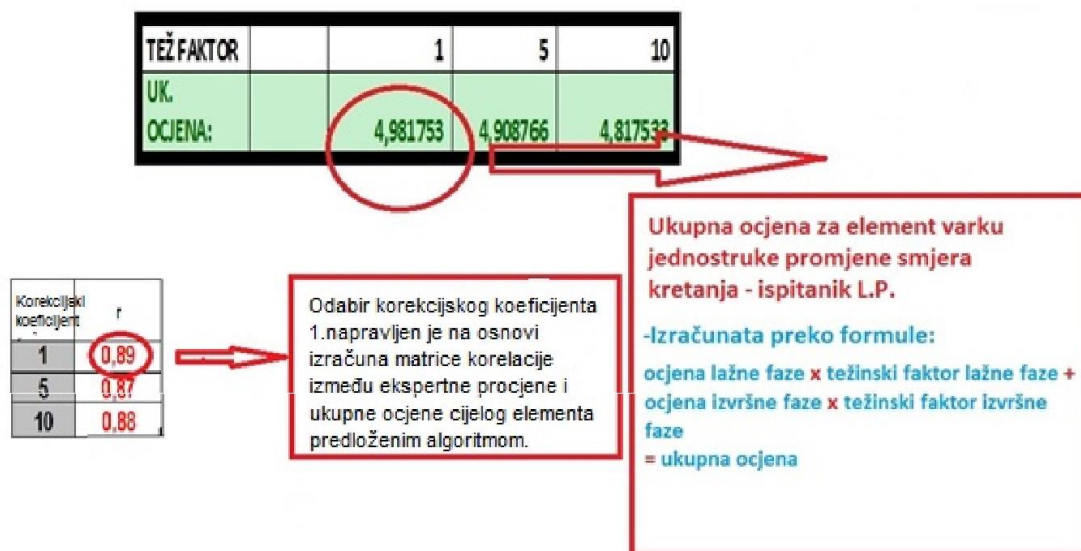 TEŽ FAKTOR 1 5 10
UK.
OCJENA: 4,981753 4,908766 4,817533
Ukupna ocjena za element varku
jednostruke promjene smjera
kretanja - ispitanik L.P.
-Izračunata preko formule:
ocjena lažne faze x težinski faktor lažne faze +
ocjena izvršne faze x težinski faktor izvršne
faze
= ukupna ocjena
Korekcijski
koeficijent r
1 0,89
5 0,87
10 0,88
Odabir korekcijskog koeficijenta
1.napravljen je na osnovi
izračuna matrice korelacije
između ekspertne procjene i
ukupne ocjene cijelog elementa
predloženim algoritmom.